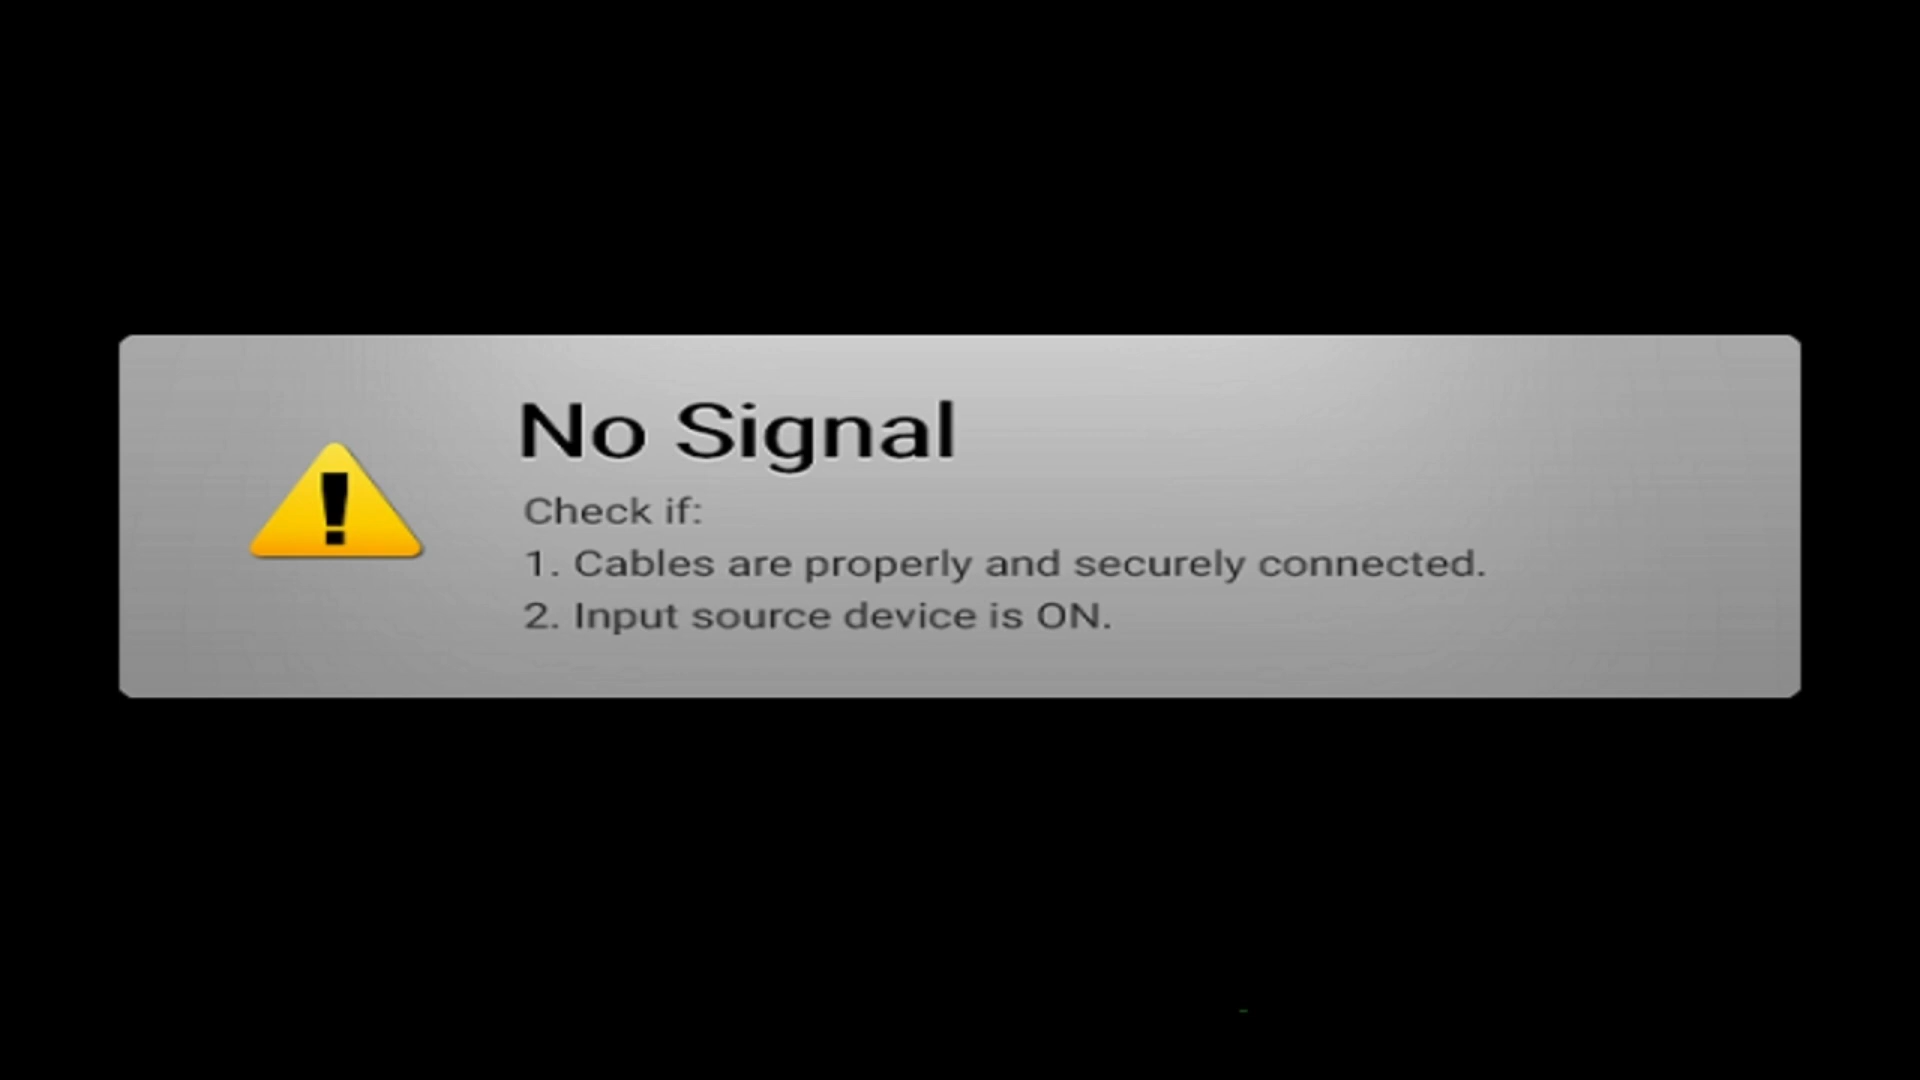 No Signal
Check if:
1. Cables are properly and securely connected.
2. Input source device is ON.